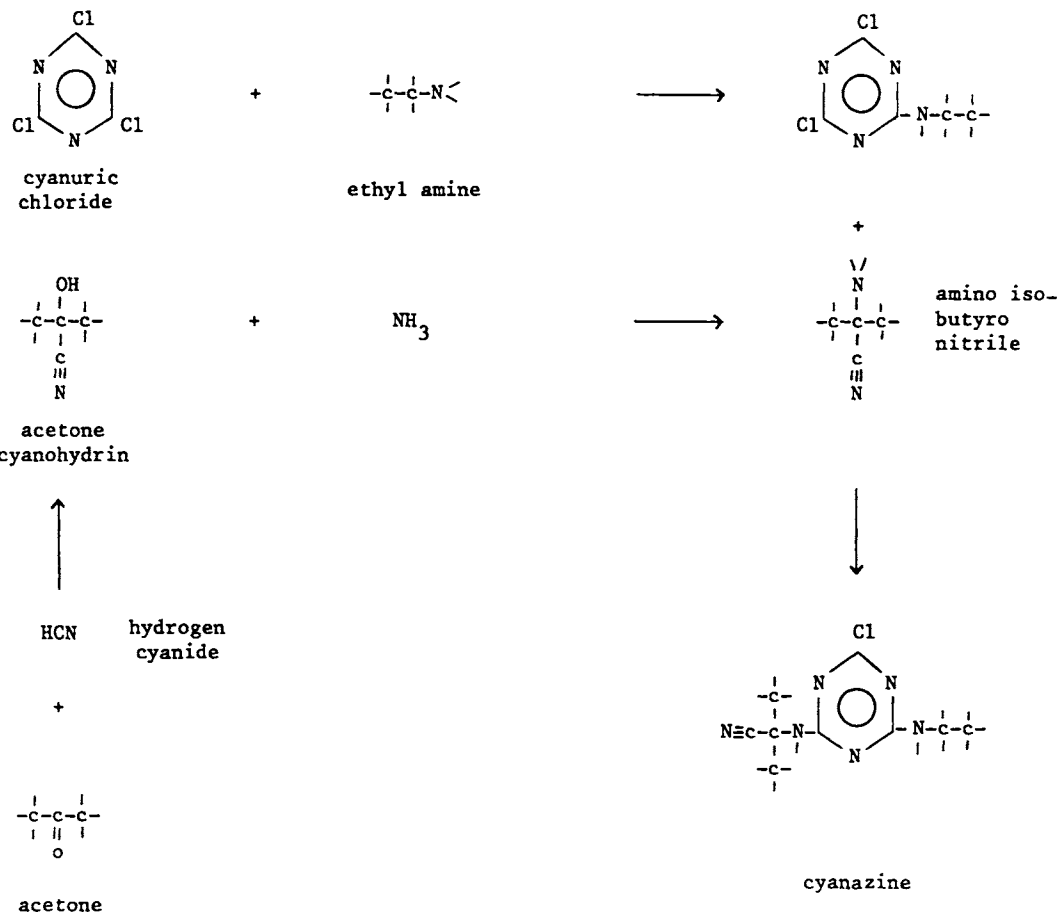 Cl
N N
Cl Cl
N
cyanuric
chloride
+
-C-C-N
ethyl amine
Cl
N N
Cl -N-C-C-
N
+
OH
-C-C-C-
C
N
acetone
cyanohydrin
+
NH3
N
-C-C-C-
C
N
amino iso-
butyro
nitrile
HCN
hydrogen
cyanide
+
-C-C-C-
O
acetone
Cl
N N
-C-
N≡C-C-N -N-C-C-
N
-C-
cyanazine